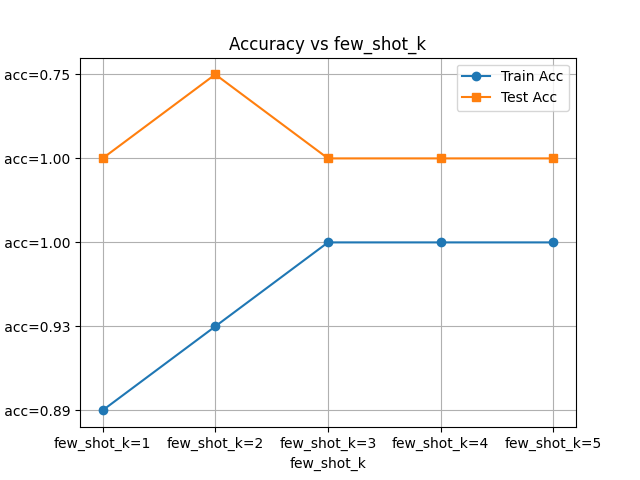 Accuracy vs few_shot_k
Train Acc
Test Acc
acc=0.75
acc=1.00
acc=1.00
acc=0.93
acc=0.89
few_shot_k=1 few_shot_k=2 few_shot_k=3 few_shot_k=4 few_shot_k=5
few_shot_k